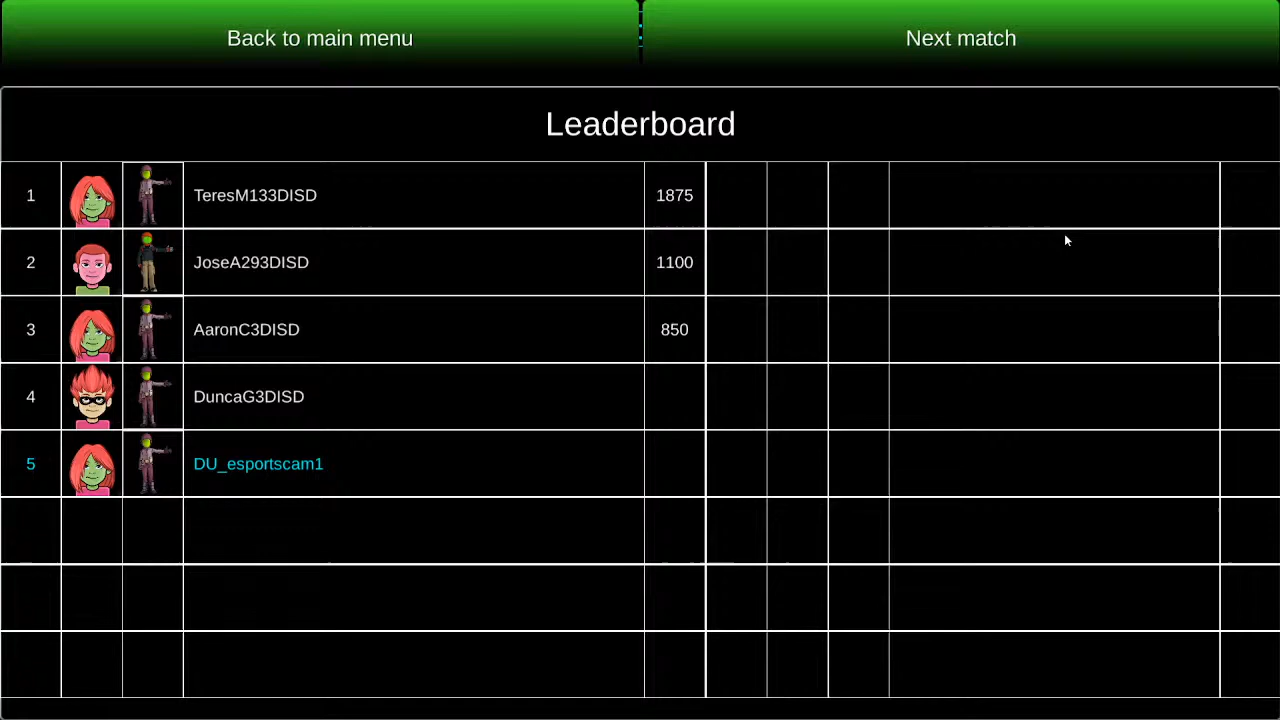 Back to main menu
Next match
Leaderboard
1 TeresM133DISD 1875
2 JoseA293DISD 1100
3 AaronC3DISD 850
4 DuncaG3DISD
5 DU_esportscam1